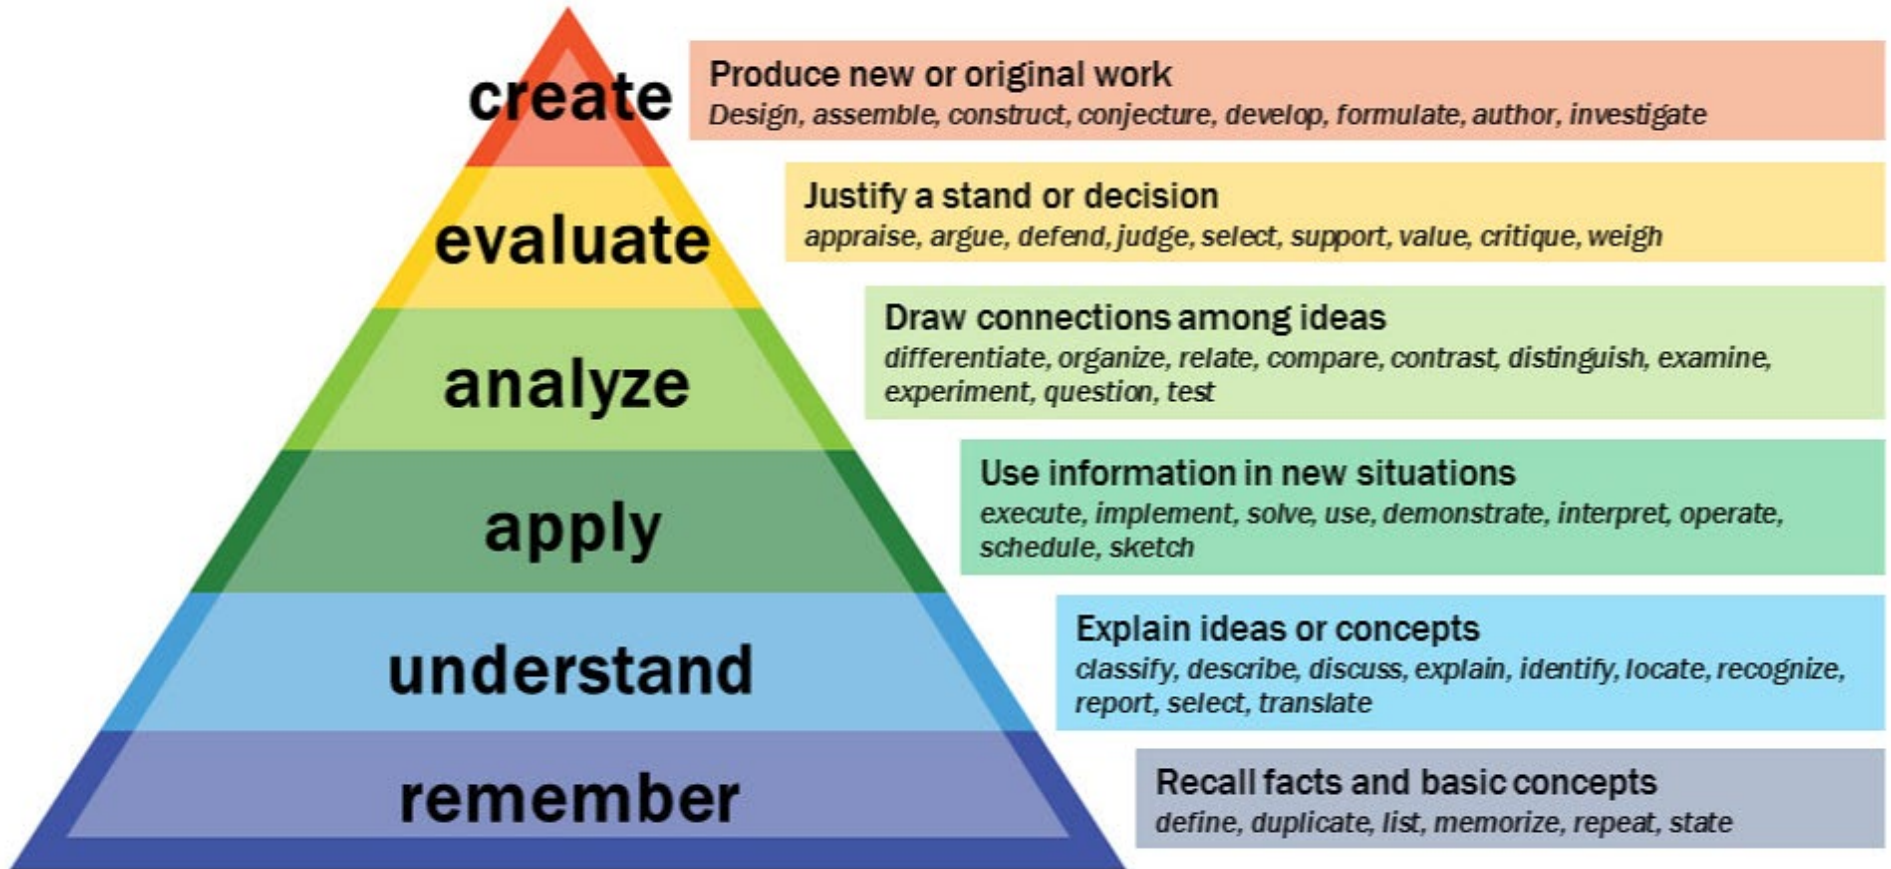 create
Produce new or original work
Design, assemble, construct, conjecture, develop, formulate, author, investigate
evaluate
Justify a stand or decision
appraise, argue, defend, judge, select, support, value, critique, weigh
analyze
Draw connections among ideas
differentiate, organize, relate, compare, contrast, distinguish, examine,
experiment, question, test
apply
Use information in new situations
execute, implement, solve, use, demonstrate, interpret, operate,
schedule, sketch
understand
Explain ideas or concepts
classify, describe, discuss, explain, identify, locate, recognize,
report, select, translate
remember
Recall facts and basic concepts
define, duplicate, list, memorize, repeat, state